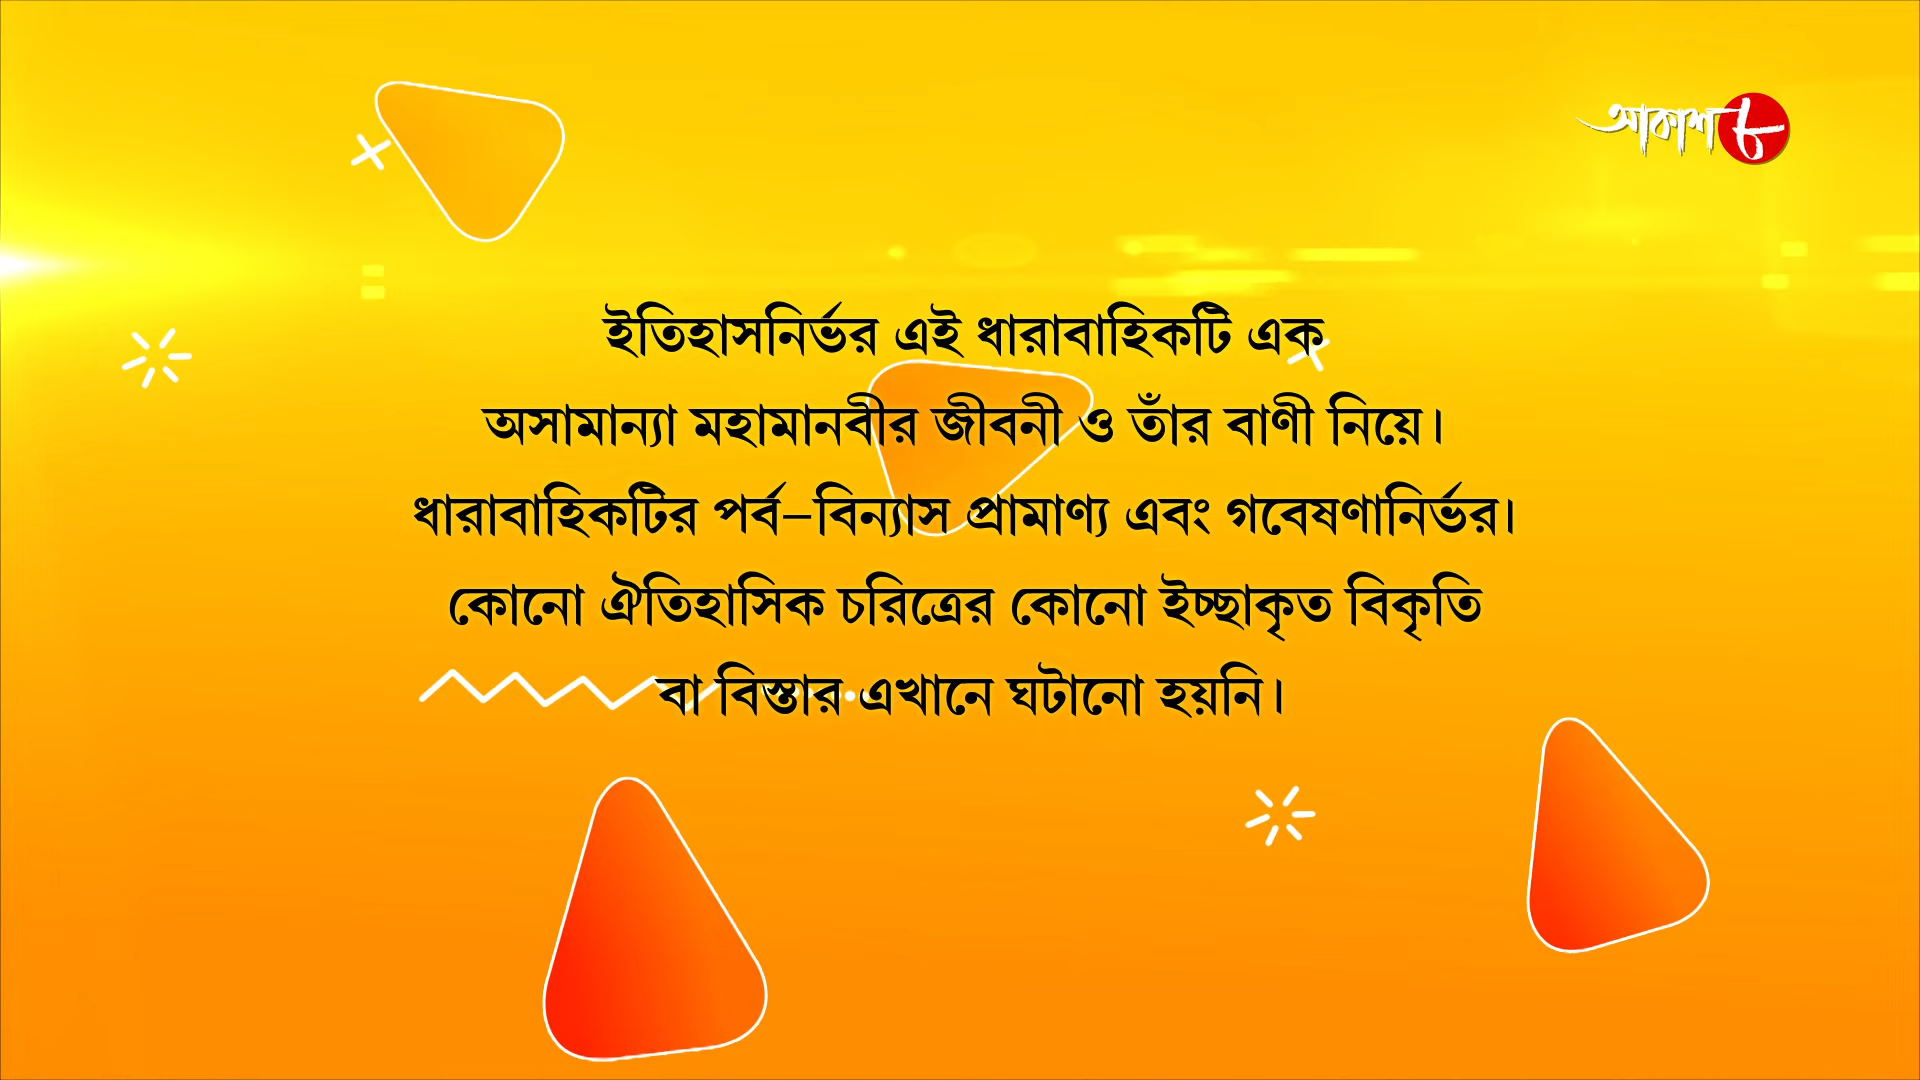 আকাশ ৮
ইতিহাসনির্ভর এই ধারাবাহিকটি এক
অসামান্যা মহামানবীর জীবনী ও তাঁর বাণী নিয়ে।
ধারাবাহিকটির পর্ব–বিন্যাস প্রামাণ্য এবং গবেষণানির্ভর।
কোনো ঐতিহাসিক চরিত্রের কোনো ইচ্ছাকৃত বিকৃতি
বা বিস্তার এখানে ঘটানো হয়নি।